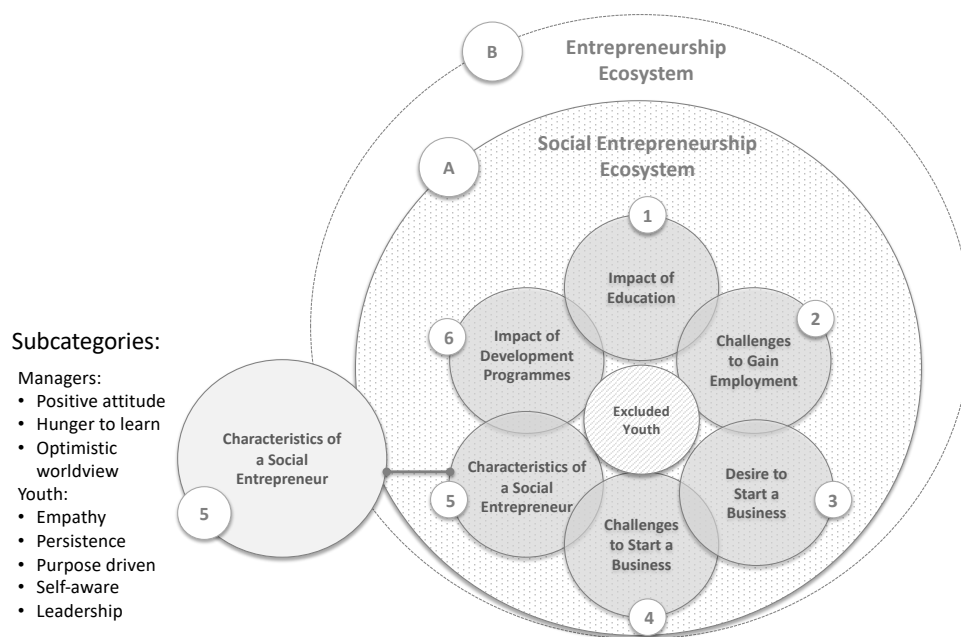 B
Entrepreneurship
Ecosystem
A
Social Entrepreneurship
Ecosystem
1
Impact of
Education
2
Challenges
to Gain
Employment
6
Impact of
Development
Programmes
Excluded
Youth
Characteristics of
a Social
Entrepreneur
5
Desire to
Start a
Business
3
Challenges
to Start a
Business
4
Subcategories:
Managers:
• Positive attitude
• Hunger to learn
• Optimistic
worldview
Youth:
• Empathy
• Persistence
• Purpose driven
• Self-aware
• Leadership
Characteristics of
a Social
Entrepreneur
5